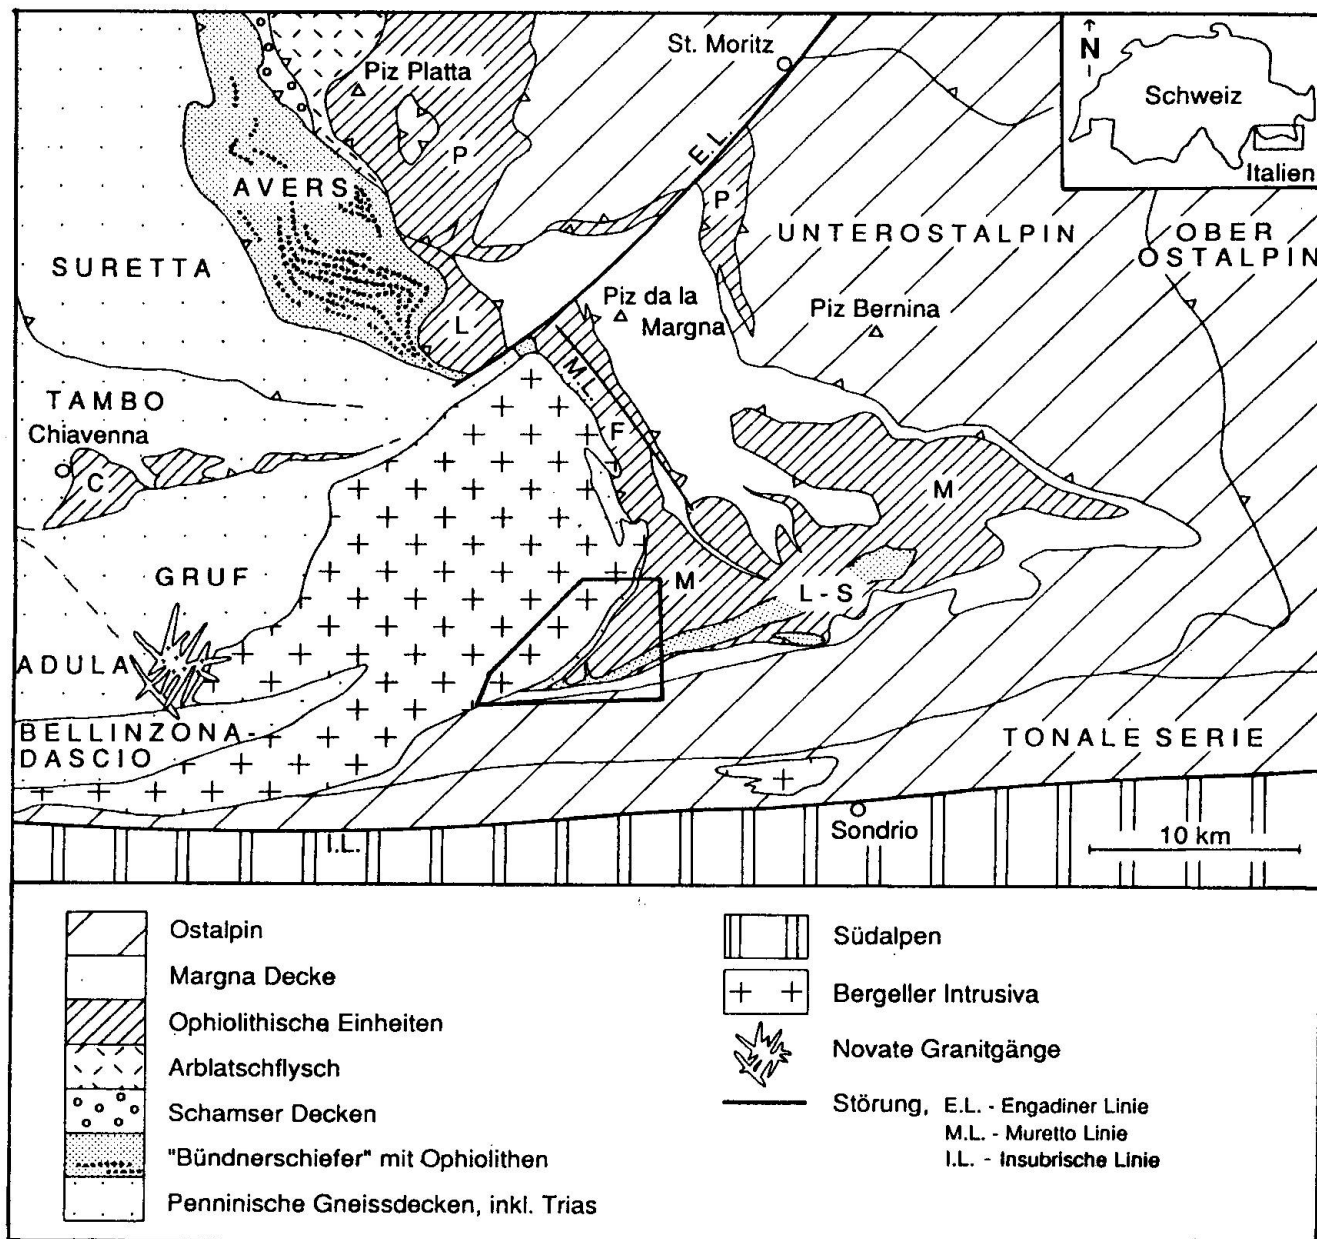 St. Moritz
N
Schweiz
Italien
Piz Platta
P
E.L.
P
AVERS
UNTEROSTALPIN
OBER
OSTALPIN
SURETTA
Piz da la
Margna
Piz Bernina
L
M.L.
TAMBO
Chiavenna
F
C
M
GRUF
M
L - S
ADULA
BELLINZONA-
DASCIO
TONALE SERIE
I.L.
Sondrio
10 km
Ostalpin
Margna Decke
Ophiolithische Einheiten
Arblatschflysch
Schamser Decken
"Bündnerschiefer" mit Ophiolithen
Penninische Gneissdecken, inkl. Trias
Südalpen
Bergeller Intrusiva
Novate Granitgänge
Störung, E.L. - Engadiner Linie
M.L. - Muretto Linie
I.L. - Insubrische Linie